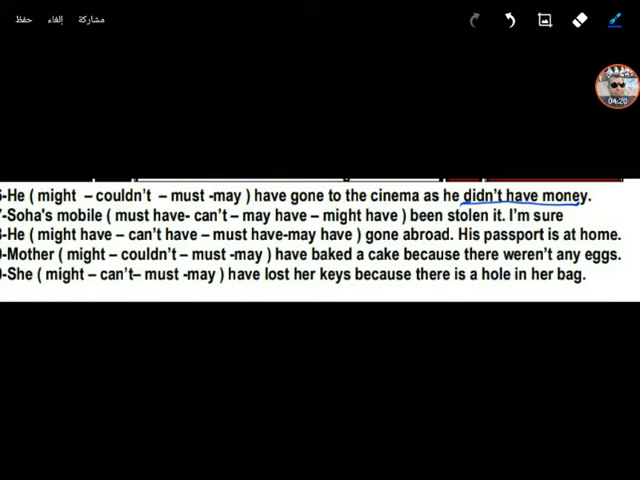 مشاركة إلغاء حفظ
04:20
6-He ( might – couldn't – must -may ) have gone to the cinema as he didn't have money.
7-Soha's mobile ( must have- can't – may have – might have ) been stolen it. I'm sure
8-He ( might have – can't have – must have-may have ) gone abroad. His passport is at home.
9-Mother ( might – couldn't – must -may ) have baked a cake because there weren't any eggs.
-She ( might – can't– must -may ) have lost her keys because there is a hole in her bag.